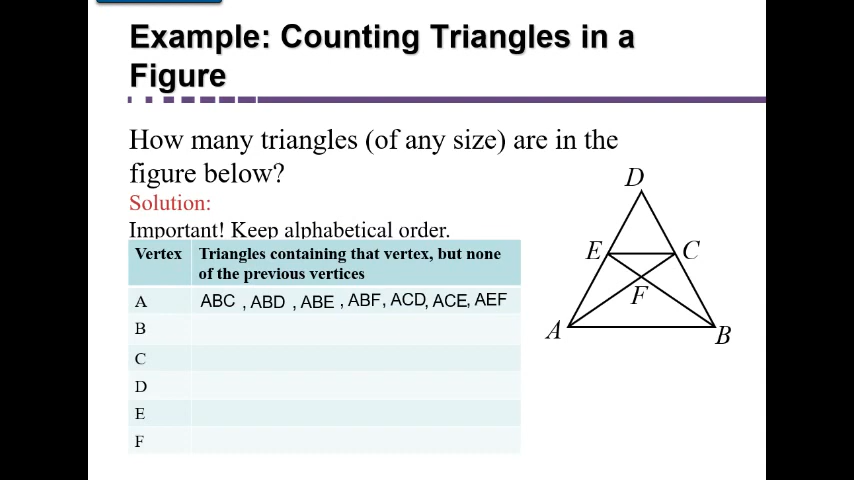 Example: Counting Triangles in a
Figure
How many triangles (of any size) are in the
figure below?
Solution:
Important! Keep alphabetical order.
Vertex Triangles containing that vertex, but none
of the previous vertices
A ABC , ABD , ABE , ABF, ACD, ACE, AEF
B
C
D
E
F
D
E C
F
A B